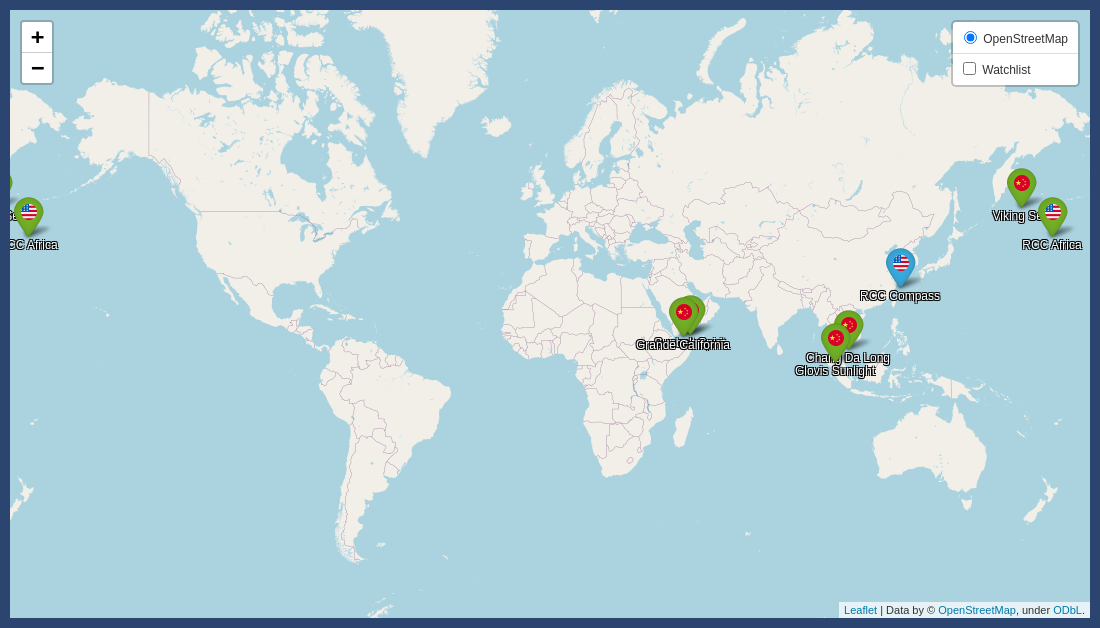 +
−
OpenStreetMap
Watchlist
Viking Se
RCC Africa
CC Africa
RCC Compass
Grande California
Chang Da Long
Glovis Sunlight
Leaflet | Data by © OpenStreetMap, under ODbL.